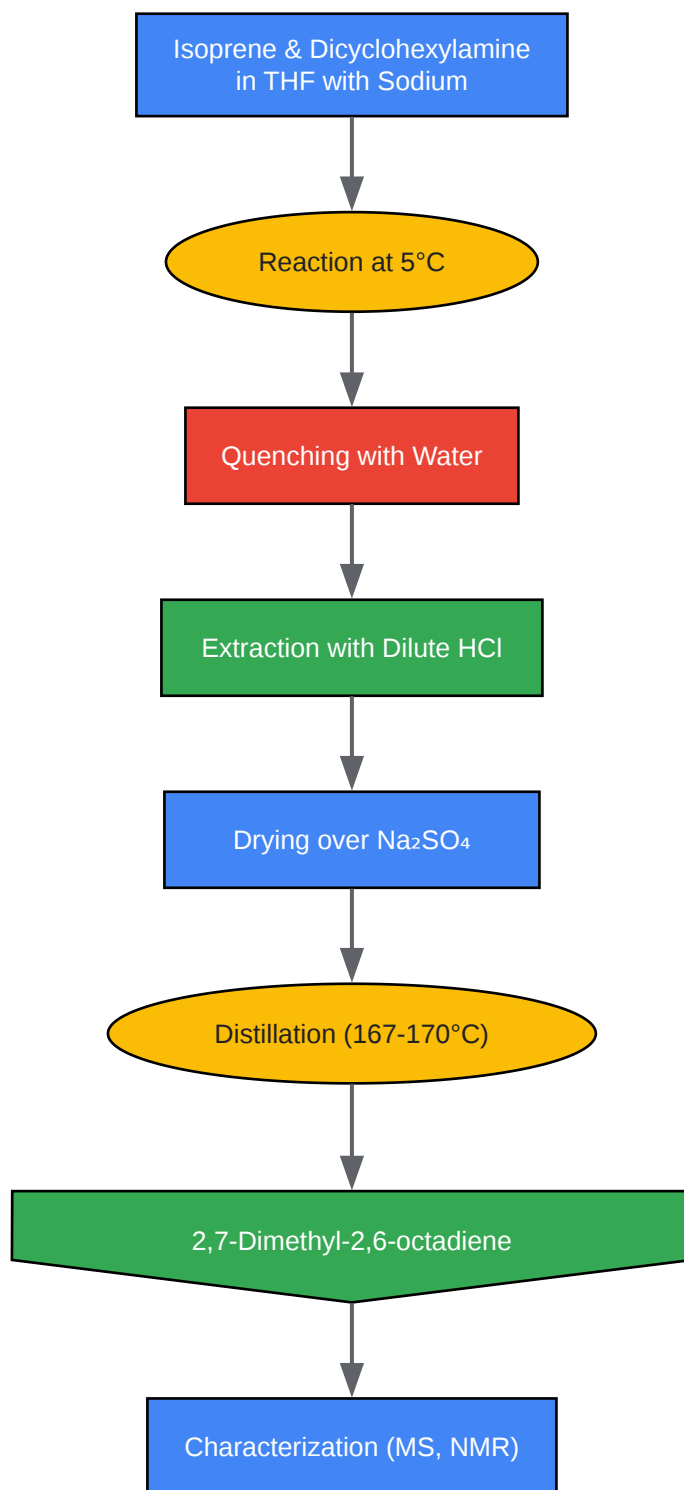 Isoprene & Dicyclohexylamine
in THF with Sodium
Reaction at 5°C
Quenching with Water
Extraction with Dilute HCl
Drying over Na₂SO₄
Distillation (167-170°C)
2,7-Dimethyl-2,6-octadiene
Characterization (MS, NMR)